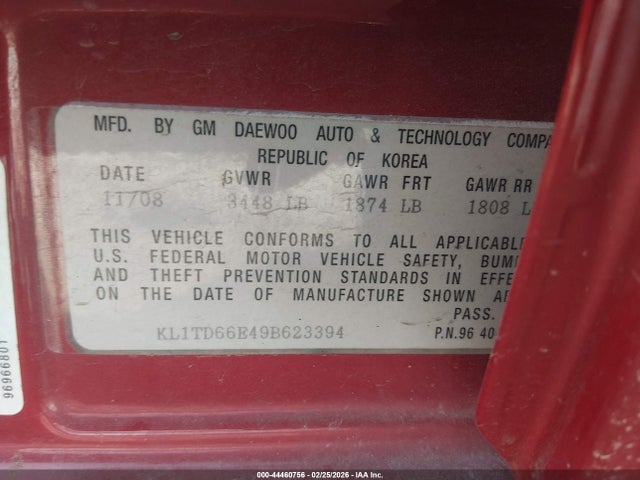 MFD. BY GM DAEWOO AUTO & TECHNOLOGY COMPA
REPUBLIC OF KOREA
DATE GVWR GAWR FRT GAWR RR
11/08 3448 LB 1874 LB 1808 L
THIS VEHICLE CONFORMS TO ALL APPLICABLE
U.S. FEDERAL MOTOR VEHICLE SAFETY, BUM
AND THEFT PREVENTION STANDARDS IN EFFE
ON THE DATE OF MANUFACTURE SHOWN A
PASS.
KL1TD66E49B623394 P.N.96 40
96966801
000-44460756 - 02/25/2026 - IAA Inc.